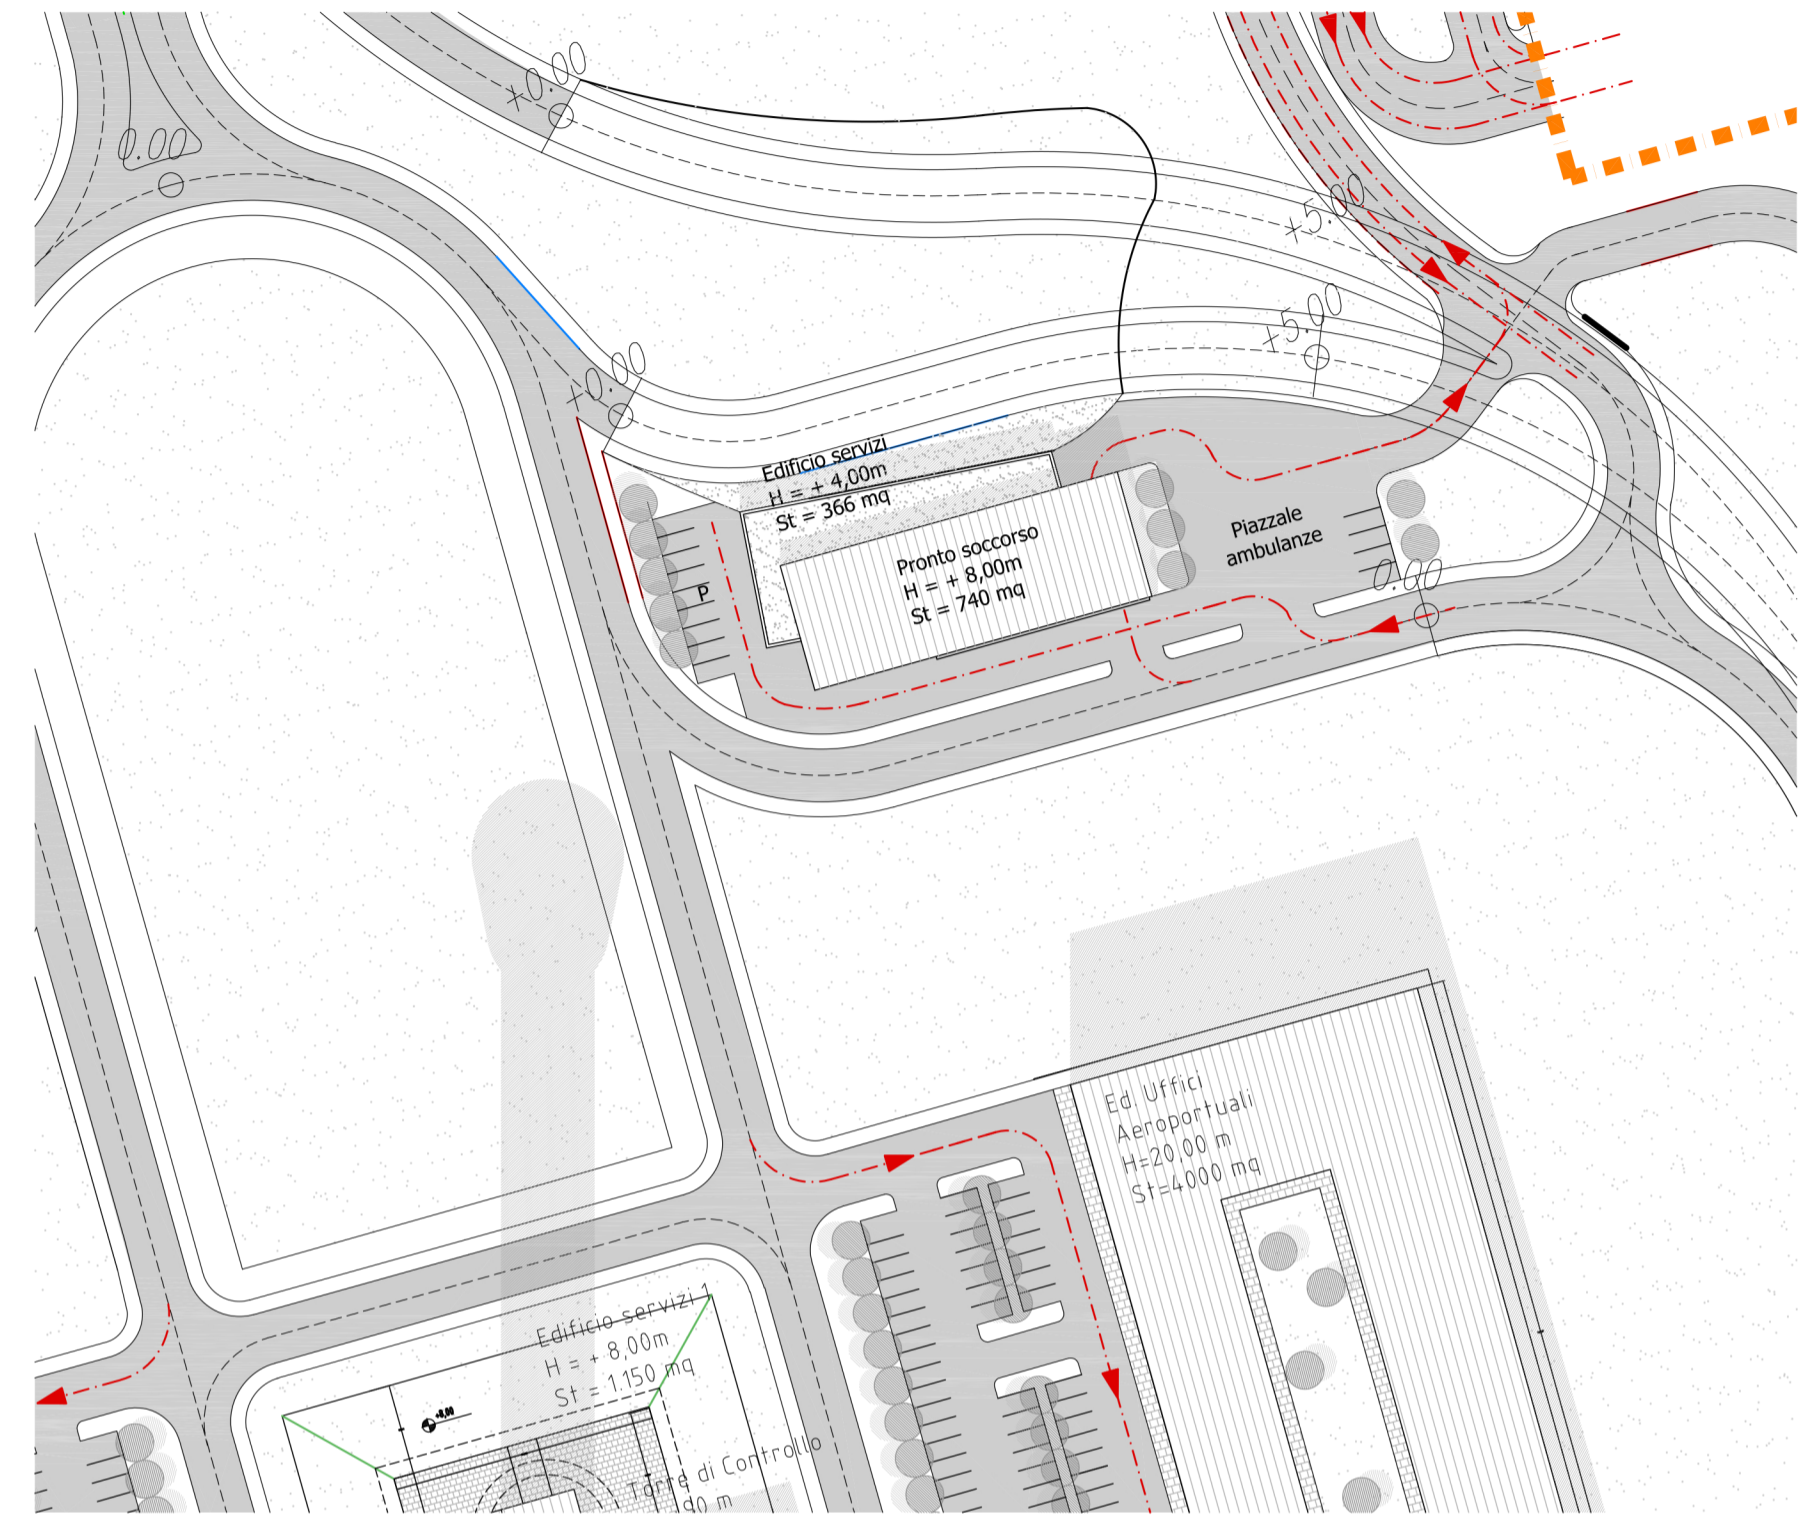 +0.00
0.00
+5.00
+5.00
+0.00
Edificio servizi
H = + 4,00m
St = 366 mq
Pronto soccorso
H = + 8,00m
St = 740 mq
Piazzale
ambulanze
P
0.00
Ed. Uffici
Aeroportuali
H=20,00 m
St=4000 mq
Edificio servizi 1
H = + 8,00m
St = 1.150 mq
+8,00
Torre di Controllo